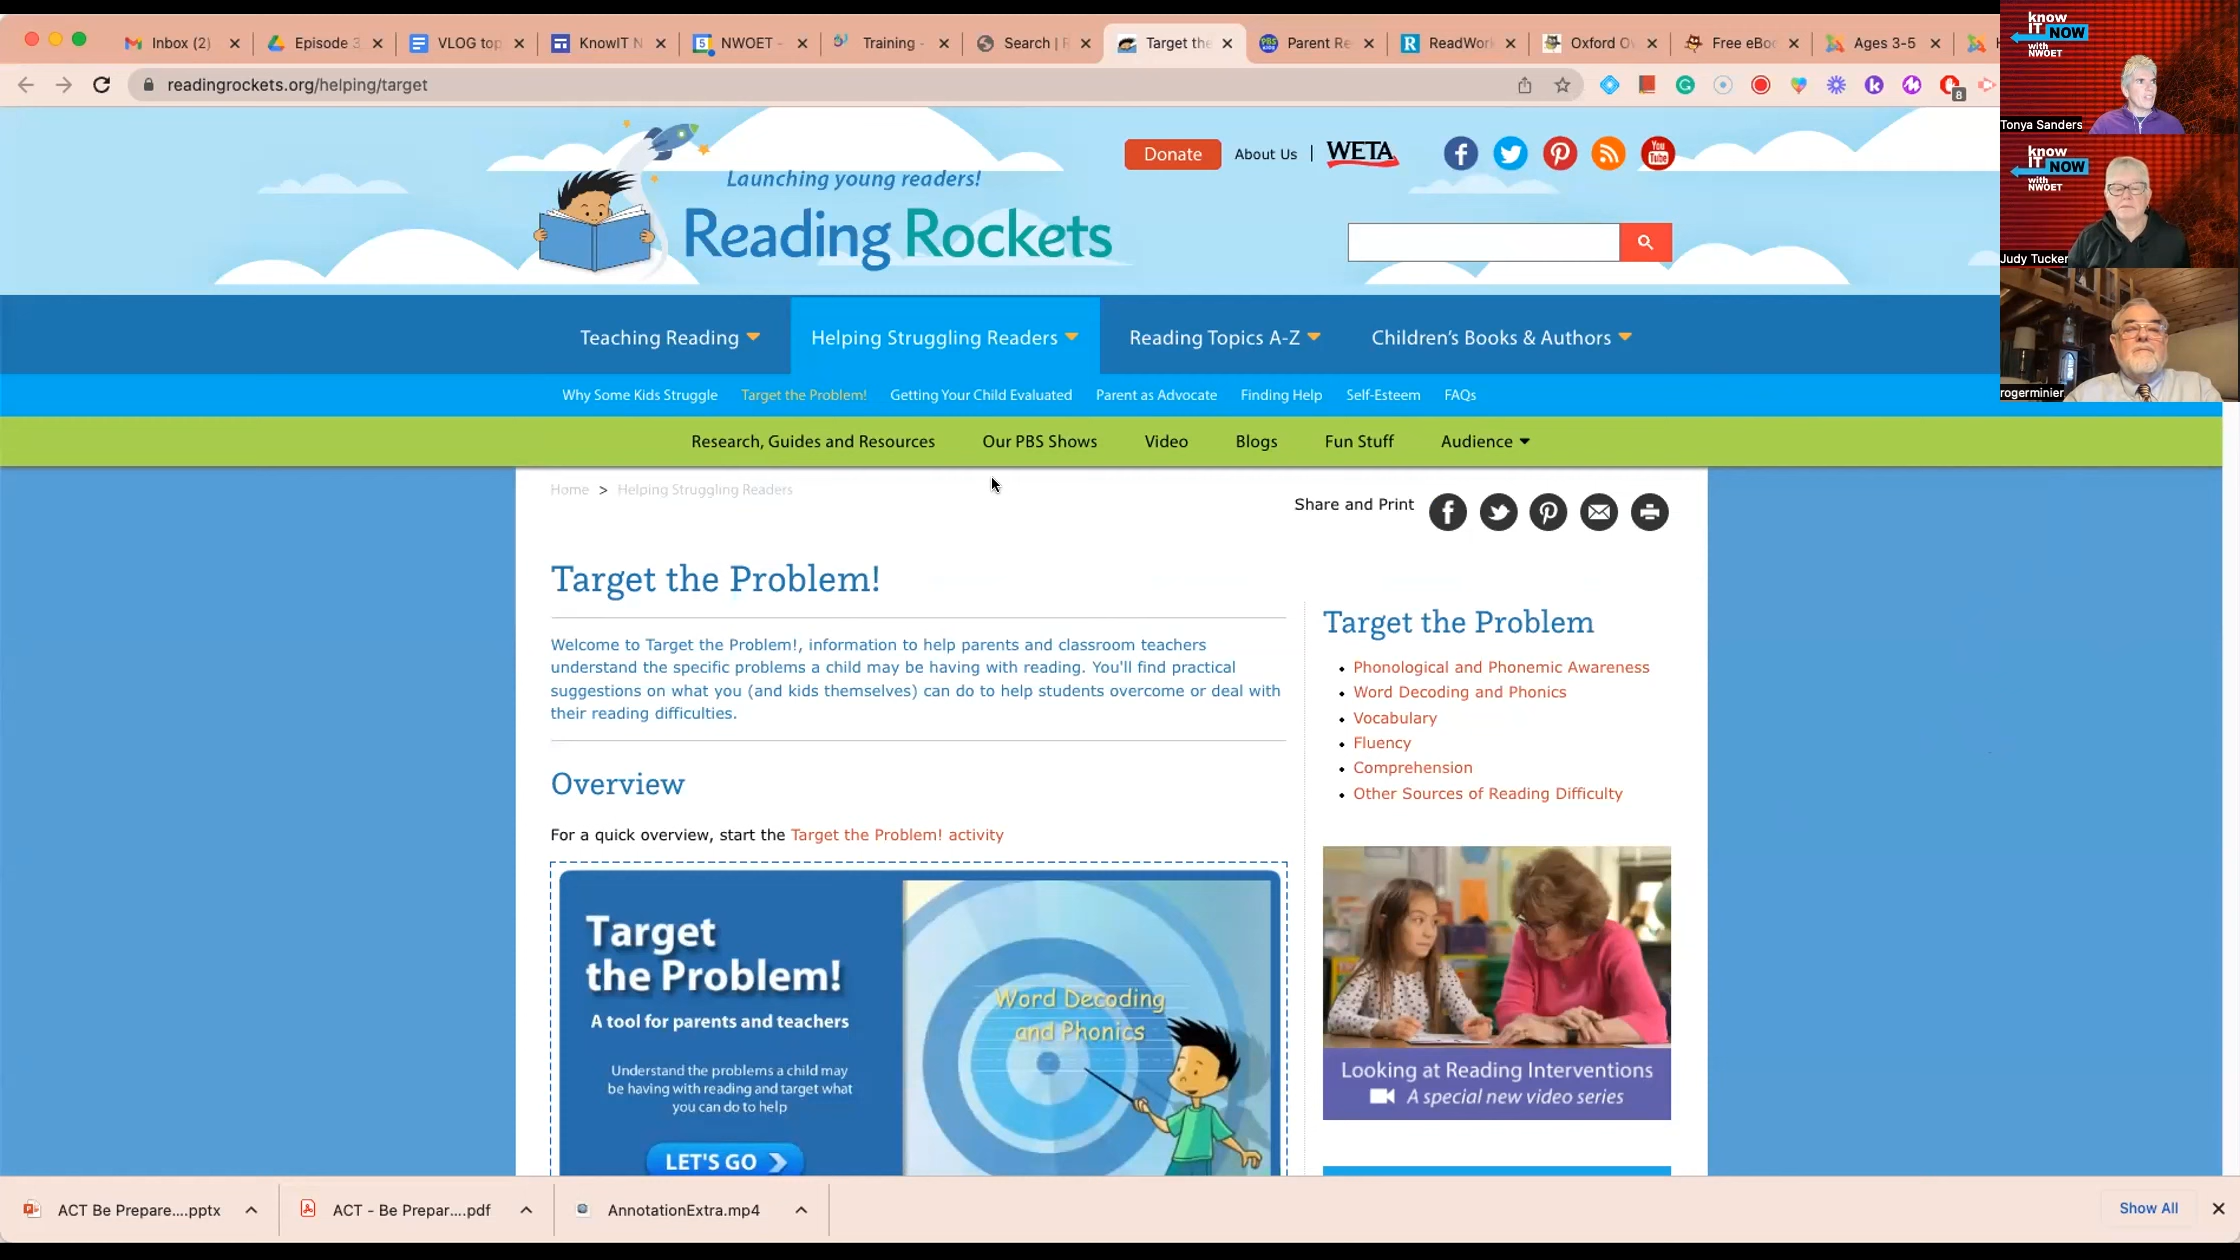 Inbox (2)
Episode 3
VLOG top
KnowIT N
NWOET -
Training -
Search | R
Target the
Parent Re
ReadWor
Oxford O
Free eBoo
Ages 3-5
readingrockets.org/helping/target
8
know
IT NOW
with
NWOET
Tonya Sanders
know
IT NOW
with
NWOET
Judy Tucker
rogerminier
Launching young readers!
Reading Rockets
Donate
About Us |
WETA
You
Tube
Teaching Reading
Helping Struggling Readers
Reading Topics A-Z
Children's Books & Authors
Why Some Kids Struggle
Target the Problem!
Getting Your Child Evaluated
Parent as Advocate
Finding Help
Self-Esteem
FAQs
Research, Guides and Resources
Our PBS Shows
Video
Blogs
Fun Stuff
Audience
Home > Helping Struggling Readers
Share and Print
Target the Problem!
Welcome to Target the Problem!, information to help parents and classroom teachers
understand the specific problems a child may be having with reading. You'll find practical
suggestions on what you (and kids themselves) can do to help students overcome or deal with
their reading difficulties.
Overview
For a quick overview, start the Target the Problem! activity
Target
the Problem!
A tool for parents and teachers
Understand the problems a child may
be having with reading and target what
you can do to help
LET'S GO
Word Decoding
and Phonics
Target the Problem
Phonological and Phonemic Awareness
Word Decoding and Phonics
Vocabulary
Fluency
Comprehension
Other Sources of Reading Difficulty
Looking at Reading Interventions
A special new video series
ACT Be Prepare....pptx
ACT - Be Prepar....pdf
AnnotationExtra.mp4
Show All